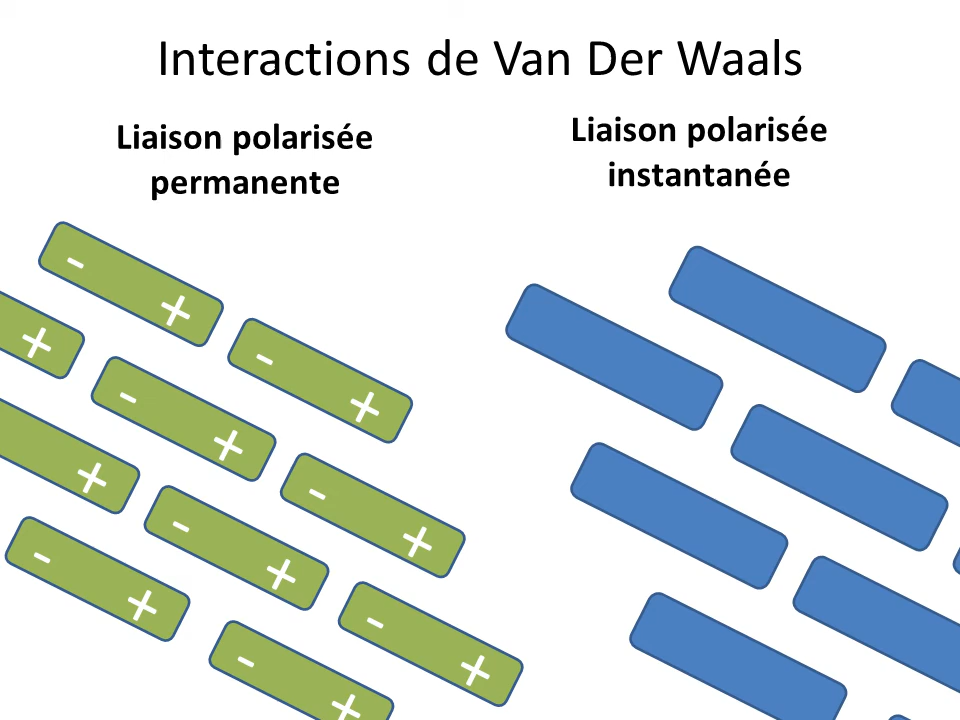 Interactions de Van Der Waals
Liaison polarisée
permanente
Liaison polarisée
instantanée
- +
+
- +
- +
+
- +
- +
- +
- +
- +